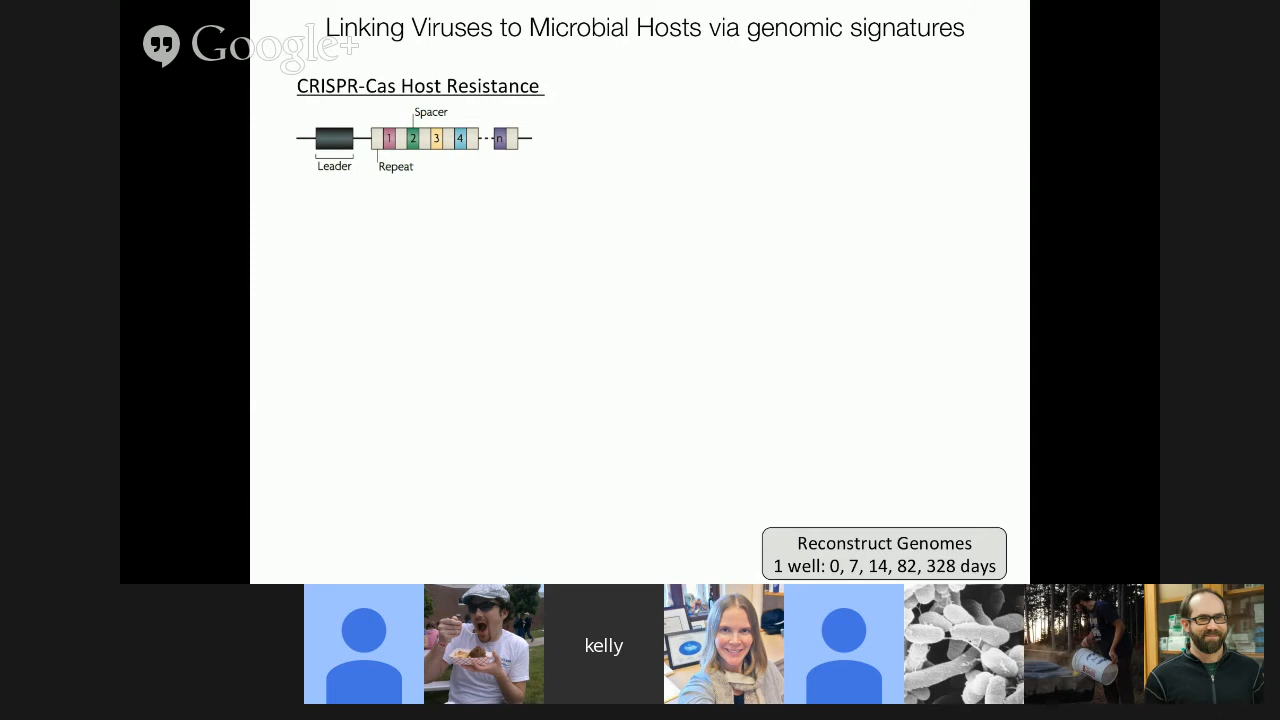 Linking Viruses to Microbial Hosts via genomic signatures
Google+
CRISPR-Cas Host Resistance
Spacer
1 2 3 4 n
Leader
Repeat
Reconstruct Genomes
1 well: 0, 7, 14, 82, 328 days
kelly